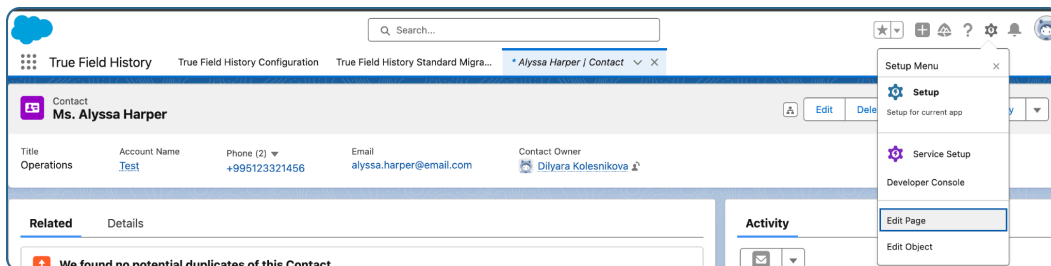 Search...
True Field History
True Field History Configuration
True Field History Standard Migra...
* Alyssa Harper | Contact
Contact
Ms. Alyssa Harper
Edit
Dele
y
Title
Operations
Account Name
Test
Phone (2)
+995123321456
Email
alyssa.harper@email.com
Contact Owner
Dilyara Kolesnikova
Setup Menu
Setup
Setup for current app
Service Setup
Developer Console
Edit Page
Edit Object
Related
Details
Activity
We found no potential duplicates of this Contact